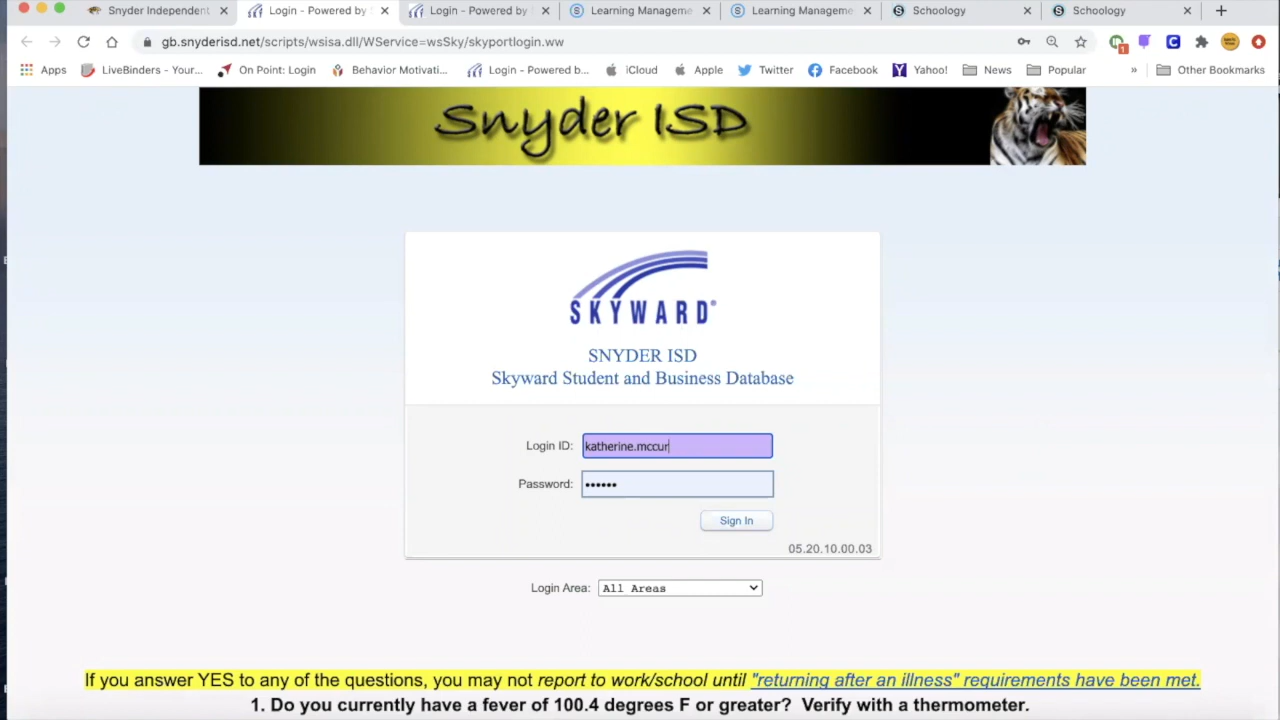 Snyder Independent
Login - Powered by
Login - Powered by
Learning Manageme
Learning Manageme
Schoology
Schoology
gb.snyderisd.net/scripts/wsisa.dll/WService=wsSky/skyportlogin.ww
1
Apps
LiveBinders - Your...
On Point: Login
Behavior Motivati...
Login - Powered b...
iCloud
Apple
Twitter
Facebook
Yahoo!
News
Popular
»
Other Bookmarks
Snyder ISD
SKYWARD®
SNYDER ISD
Skyward Student and Business Database
Login ID: katherine.mccur
Password: ••••••
Sign In
05.20.10.00.03
Login Area: All Areas
If you answer YES to any of the questions, you may not report to work/school until "returning after an illness" requirements have been met.
1. Do you currently have a fever of 100.4 degrees F or greater? Verify with a thermometer.